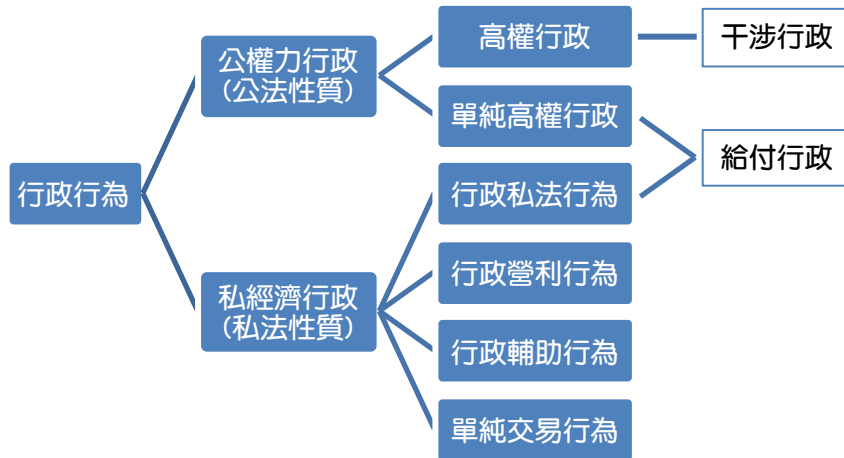 行政行為
公權力行政
(公法性質)
高權行政
干涉行政
單純高權行政
給付行政
行政私法行為
私經濟行政
(私法性質)
行政營利行為
行政輔助行為
單純交易行為